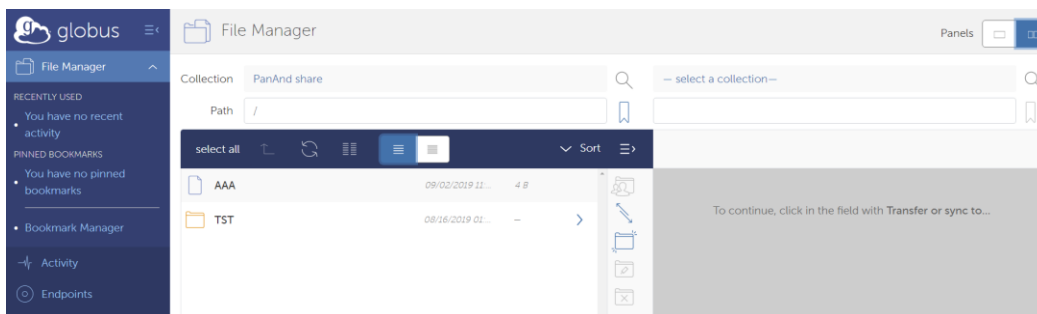 globus
File Manager
RECENTLY USED
You have no recent
activity
PINNED BOOKMARKS
You have no pinned
bookmarks
Bookmark Manager
Activity
Endpoints
File Manager
Panels
Collection PanAnd share
Path /
select all Sort
AAA 09/02/2019 11:... 4 B
TST 08/16/2019 01:... —
— select a collection—
To continue, click in the field with Transfer or sync to...